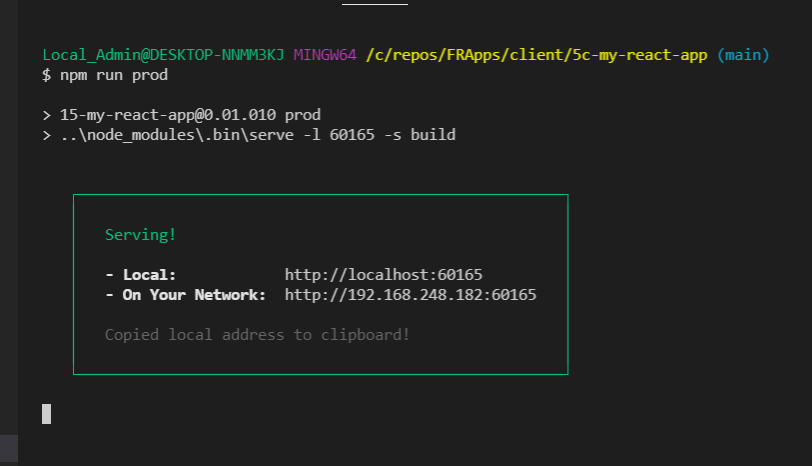 Local_Admin@DESKTOP-NNMM3KJ MINGW64 /c/repos/FRApps/client/5c-my-react-app (main)
$ npm run prod
> 15-my-react-app@0.01.010 prod
> ..\node_modules\.bin\serve -l 60165 -s build
Serving!
- Local: http://localhost:60165
- On Your Network: http://192.168.248.182:60165
Copied local address to clipboard!